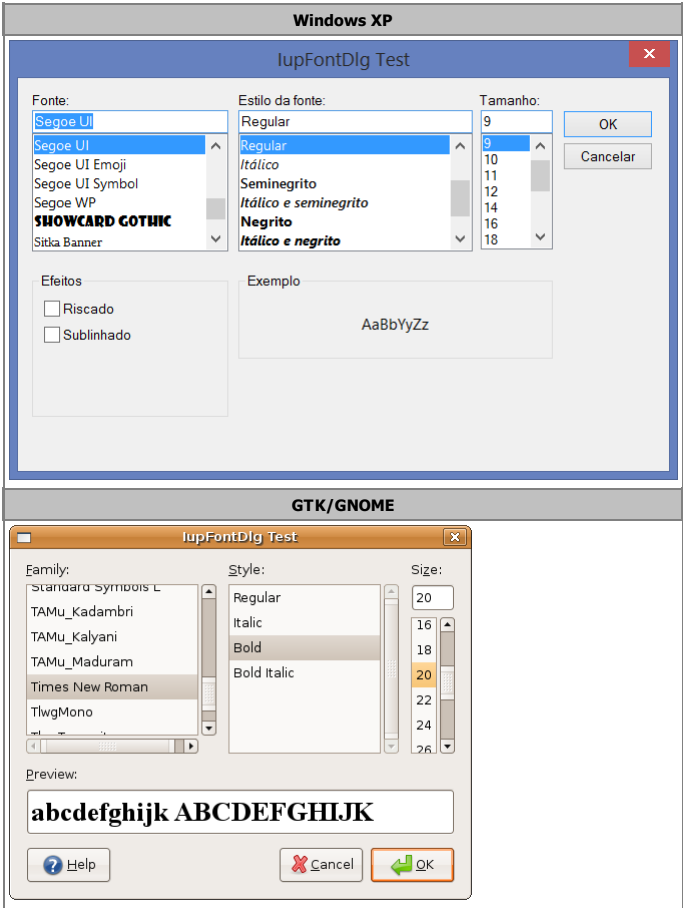 Windows XP
IupFontDlg Test
Fonte: Estilo da fonte: Tamanho:
Segoe UI Regular 9 OK
Segoe UI Regular 9 Cancelar
Segoe UI Emoji Itálico 10
Segoe UI Symbol Seminegrito 11
Segoe WP Itálico e seminegrito 12
SHOWCARD GOTHIC Negrito 14
Sitka Banner Itálico e negrito 16
18
Efeitos Exemplo
Riscado
Sublinhado
AaBbYyZz
GTK/GNOME
IupFontDlg Test
Family: Style: Size:
Standard Symbols L Regular 20
TAMu_Kadambri Italic 16
TAMu_Kalyani Bold 18
TAMu_Maduram Bold Italic 20
Times New Roman 22
TlwgMono 24
26
Preview:
abcdefghijk ABCDEFGHIJK
Help Cancel OK